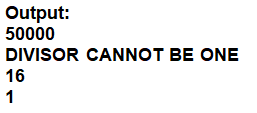 Output:
50000
DIVISOR CANNOT BE ONE
16
1